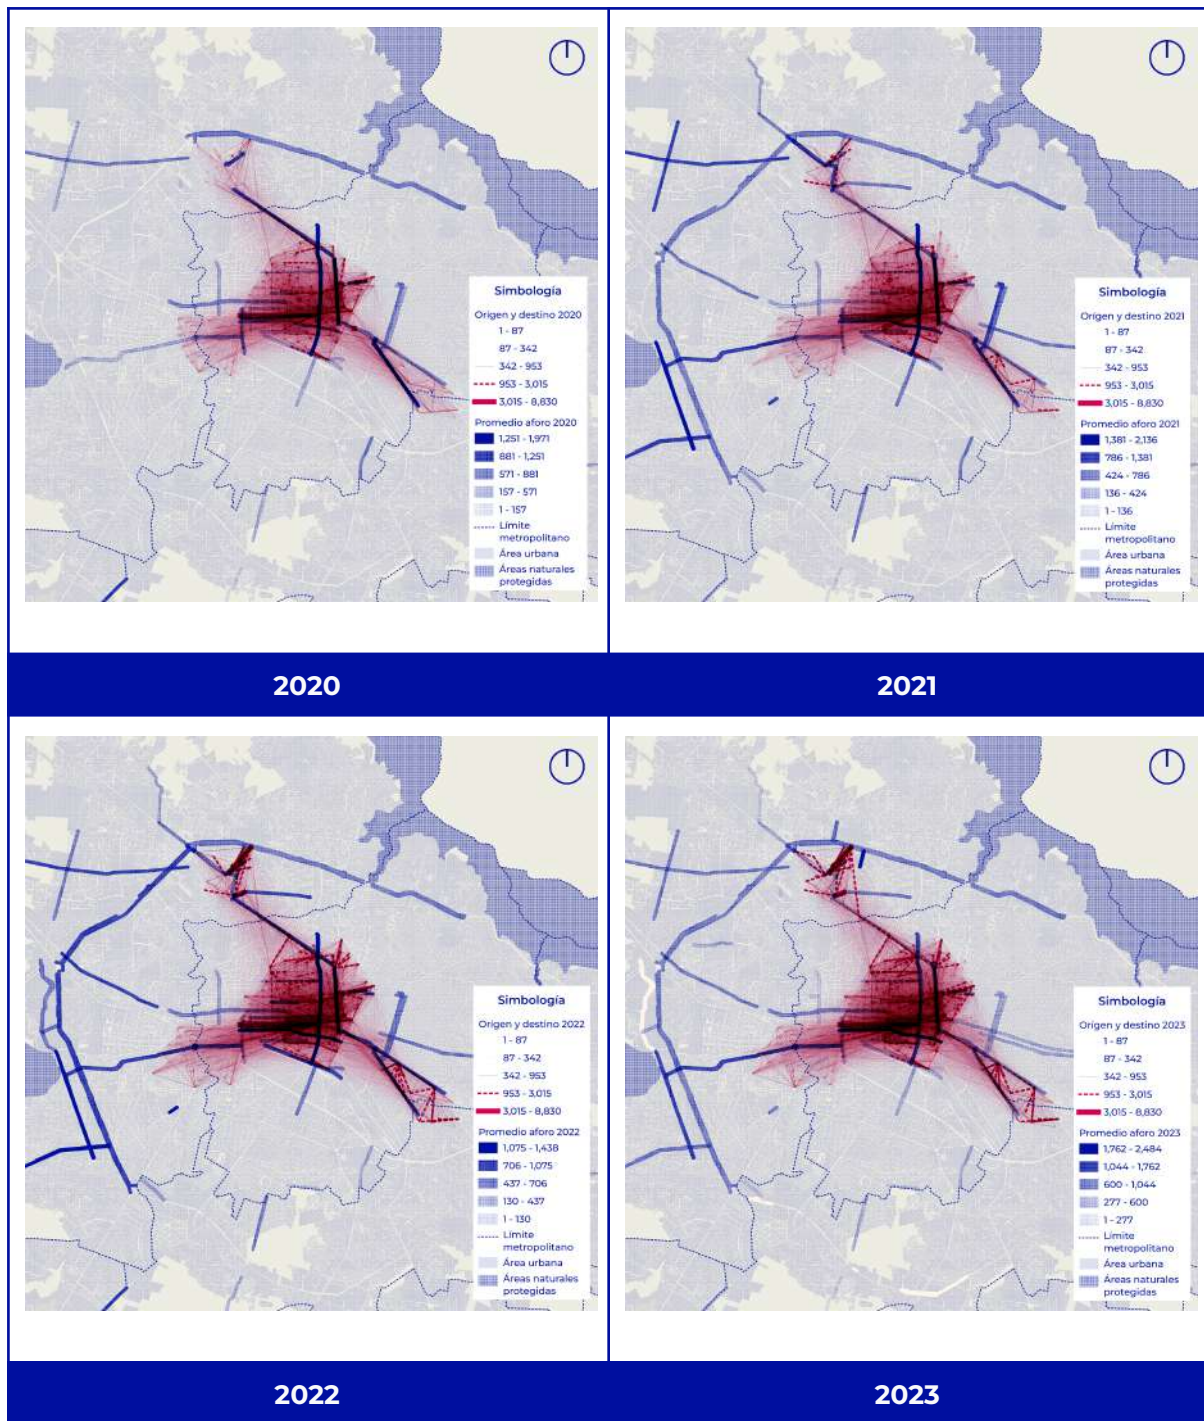 Simbología
Origen y destino 2020
1 - 87
87 - 342
342 - 953
953 - 3,015
3,015 - 8,830
Promedio aforo 2020
1,251 - 1,971
881 - 1,251
571 - 881
157 - 571
1 - 157
Límite
metropolitano
Área urbana
Áreas naturales
protegidas
Simbología
Origen y destino 2021
1 - 87
87 - 342
342 - 953
953 - 3,015
3,015 - 8,830
Promedio aforo 2021
1,381 - 2,136
786 - 1,381
424 - 786
136 - 424
1 - 136
Límite
metropolitano
Área urbana
Áreas naturales
protegidas
2020
2021
Simbología
Origen y destino 2022
1 - 87
87 - 342
342 - 953
953 - 3,015
3,015 - 8,830
Promedio aforo 2022
1,075 - 1,438
706 - 1,075
437 - 706
130 - 437
1 - 130
Límite
metropolitano
Área urbana
Áreas naturales
protegidas
Simbología
Origen y destino 2023
1 - 87
87 - 342
342 - 953
953 - 3,015
3,015 - 8,830
Promedio aforo 2023
1,762 - 2,484
1,044 - 1,762
600 - 1,044
277 - 600
1 - 277
Límite
metropolitano
Área urbana
Áreas naturales
protegidas
2022
2023